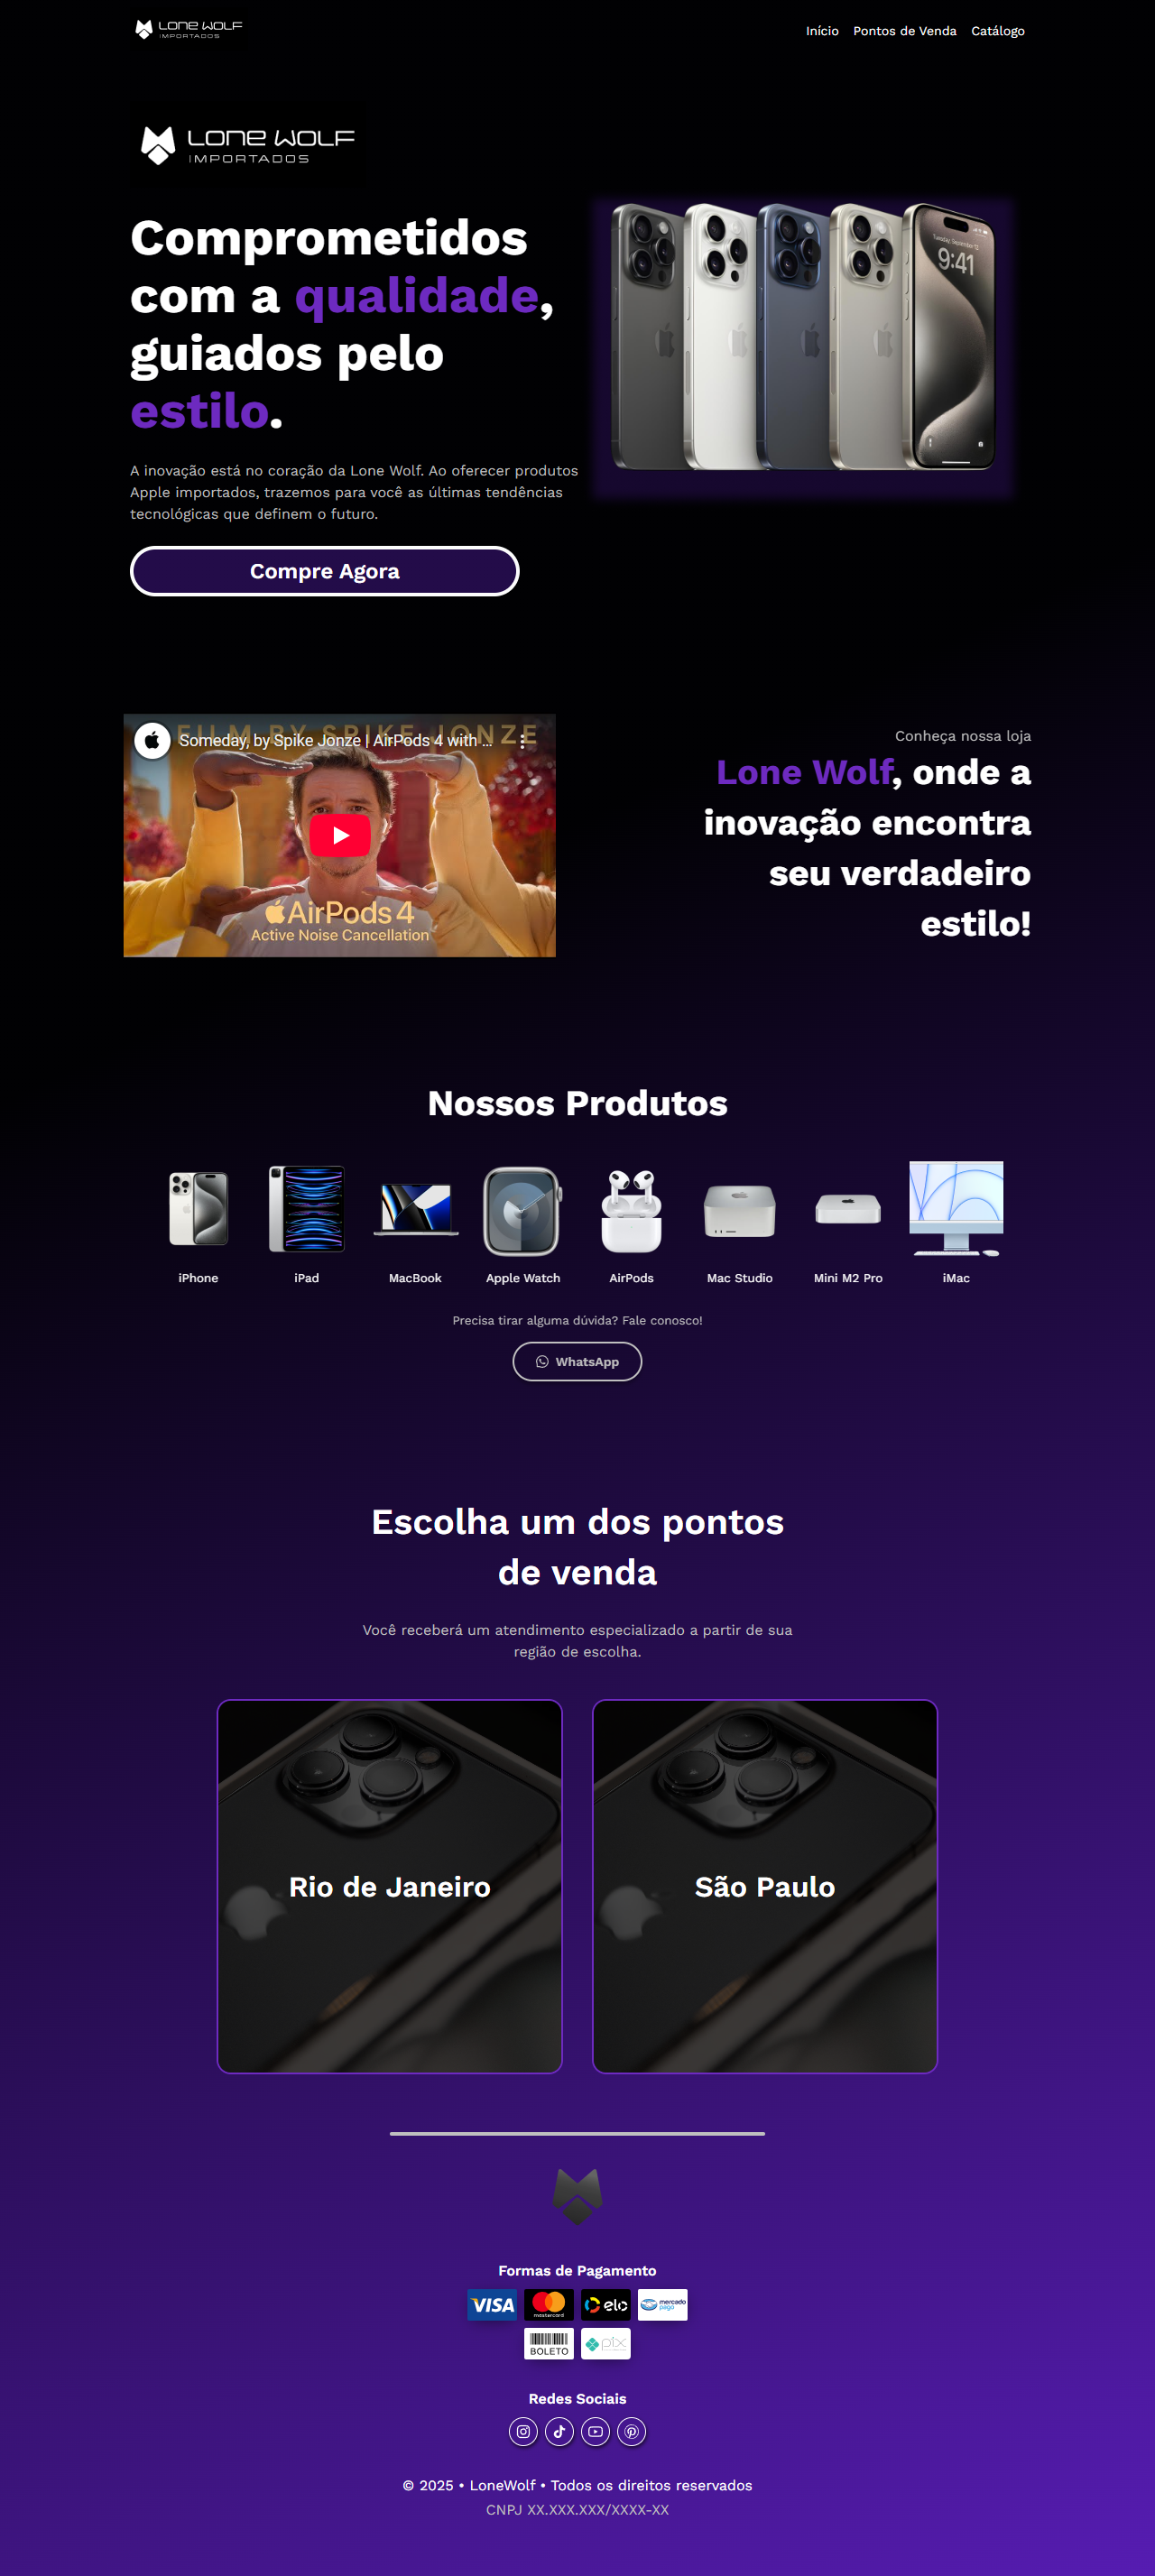 LONE WOLF
IMPORTADOS
Início Pontos de Venda Catálogo
LONE WOLF
IMPORTADOS
Comprometidos
com a qualidade,
guiados pelo
estilo.
Tuesday, September 12
9:41
A inovação está no coração da Lone Wolf. Ao oferecer produtos
Apple importados, trazemos para você as últimas tendências
tecnológicas que definem o futuro.
Compre Agora
FILM BY SPIKE JONZE
Someday, by Spike Jonze | AirPods 4 with ...
AirPods 4
Active Noise Cancellation
Conheça nossa loja
Lone Wolf, onde a
inovação encontra
seu verdadeiro
estilo!
Nossos Produtos
iPhone iPad MacBook Apple Watch AirPods Mac Studio Mini M2 Pro iMac
Precisa tirar alguma dúvida? Fale conosco!
WhatsApp
Escolha um dos pontos
de venda
Você receberá um atendimento especializado a partir de sua
região de escolha.
Rio de Janeiro
São Paulo
Formas de Pagamento
VISA mastercard elo mercado pago
BOLETO pix
Redes Sociais
© 2025 • LoneWolf • Todos os direitos reservados
CNPJ XX.XXX.XXX/XXXX-XX